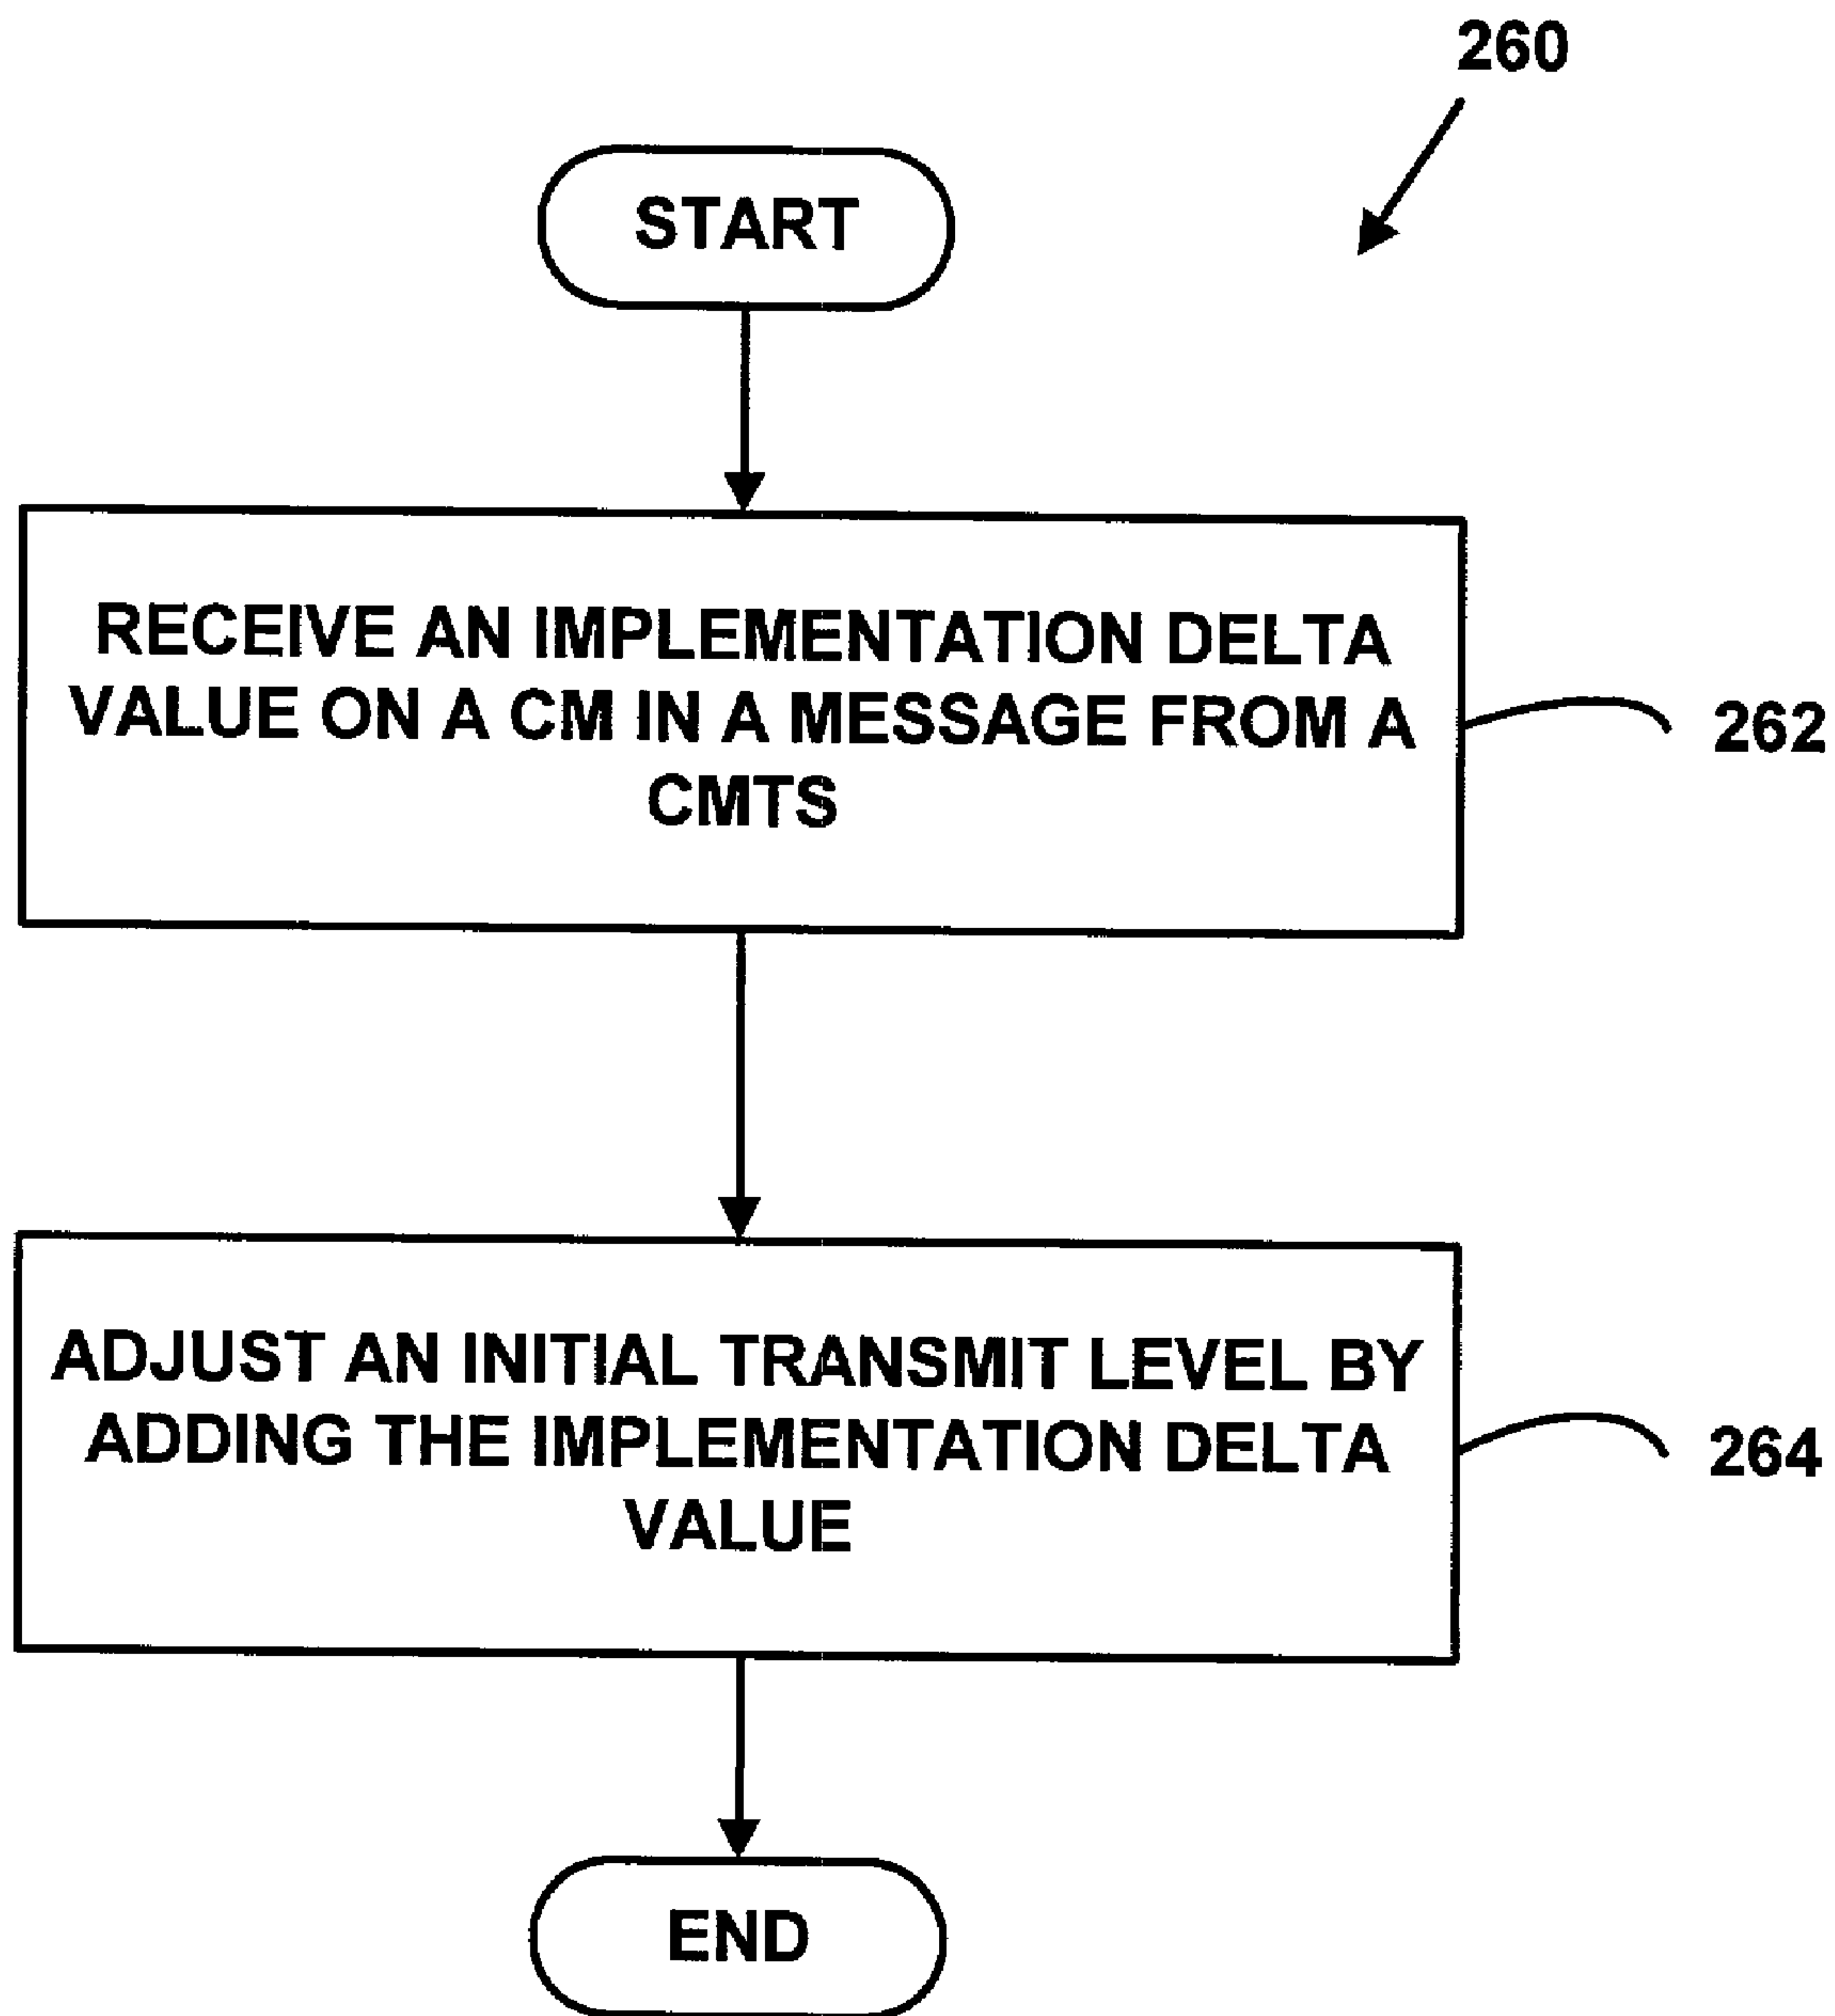 260
START
RECEIVE AN IMPLEMENTATION DELTA
VALUE ON A CM IN A MESSAGE FROM A
CMTS
262
ADJUST AN INITIAL TRANSMIT LEVEL BY
ADDING THE IMPLEMENTATION DELTA
VALUE
264
END